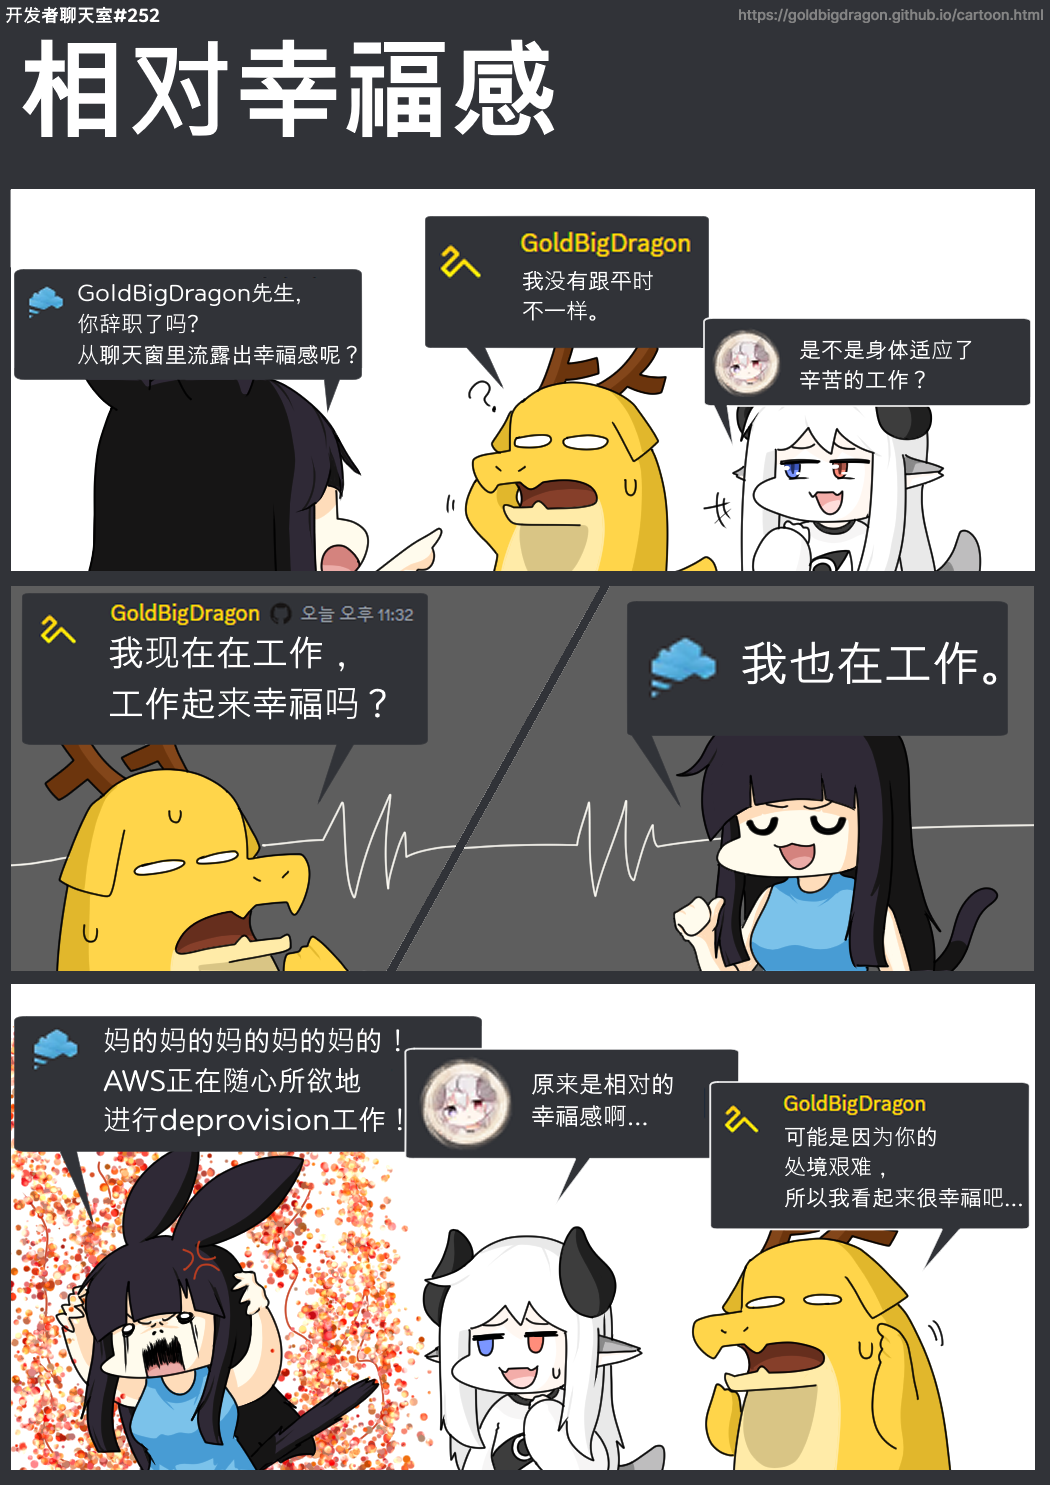 开发者聊天室#252
https://goldbigdragon.github.io/cartoon.html
相对幸福感
GoldBigDragon先生,
你辞职了吗?
从聊天窗里流露出幸福感呢？
GoldBigDragon
我没有跟平时
不一样。
是不是身体适应了
辛苦的工作？
GoldBigDragon 오늘 오후 11:32
我现在在工作，
工作起来幸福吗？
我也在工作。
妈的妈的妈的妈的妈的！
AWS正在随心所欲地
进行deprovision工作！
原来是相对的
幸福感啊...
GoldBigDragon
可能是因为你的
处境艰难，
所以我看起来很幸福吧...